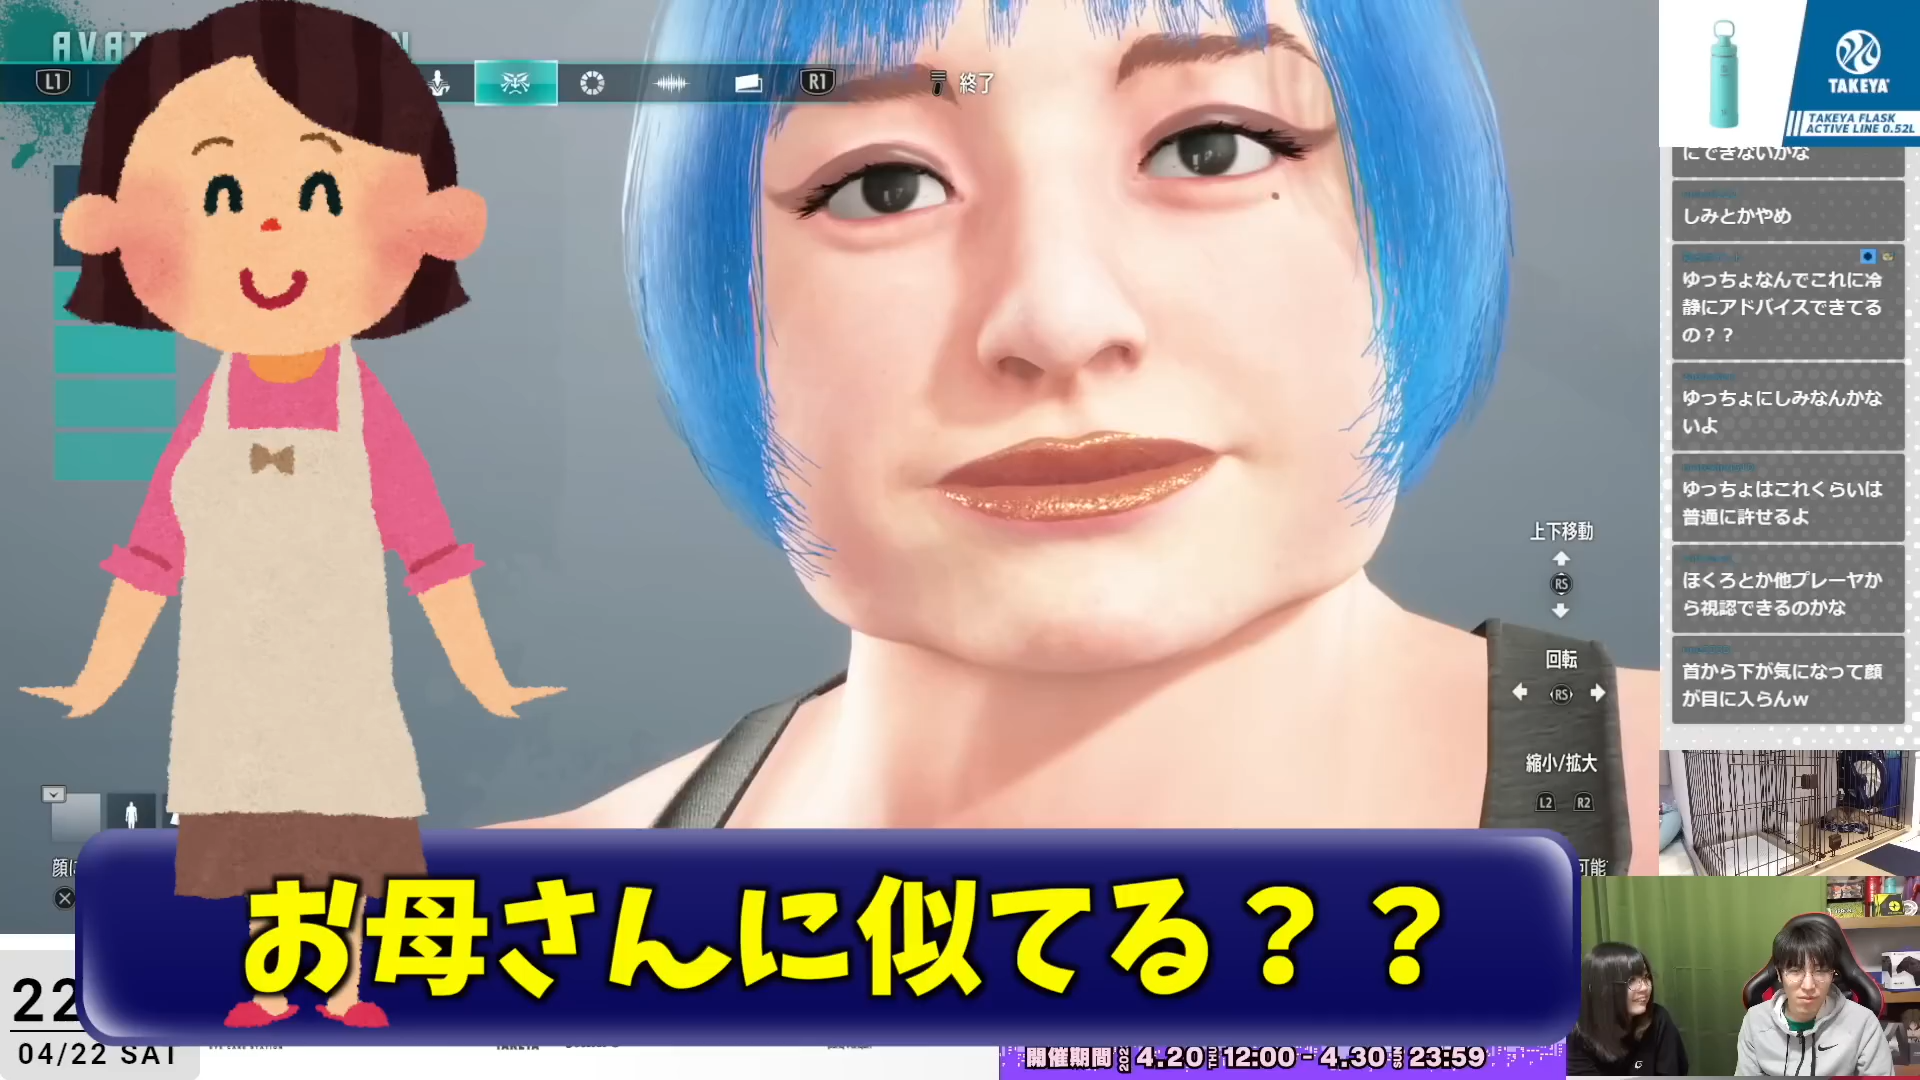 L1
R1
終了
TAKEYA
TAKEYA FLASK
ACTIVE LINE 0.52L
にできないかな
しみとかやめ
ゆっちょなんでこれに冷
静にアドバイスできてる
の？？
ゆっちょにしみなんかな
いよ
ゆっちょはこれくらいは
普通に許せるよ
ほくろとか他プレーヤか
ら視認できるのかな
首から下が気になって顔
が目に入らんw
上下移動
RS
回転
RS
縮小/拡大
L2 R2
可能
お母さんに似てる？？
22
04/22 SAT
開催期間 4.20 THU 12:00 - 4.30 SUN 23:59